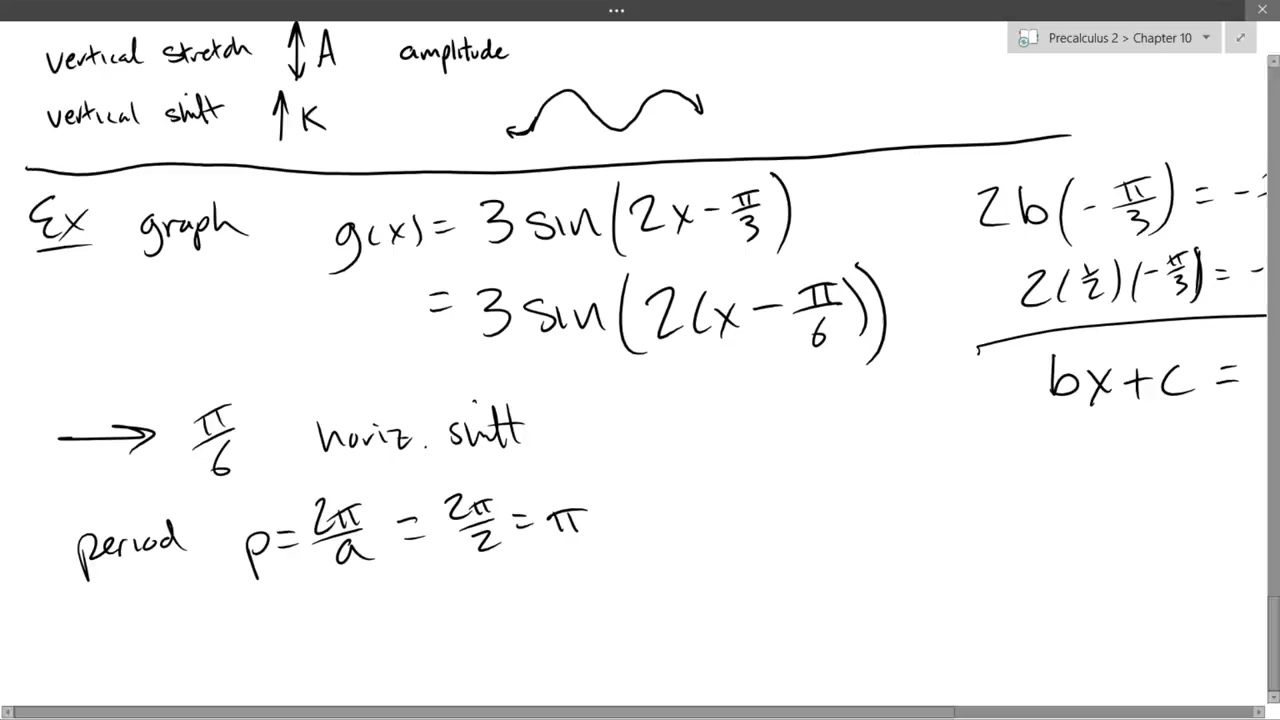 Precalculus 2 > Chapter 10
vertical stretch ↕ A amplitude
vertical shift ↑ K
Ex graph g(x) = 3 sin(2x - π/3)
= 3 sin(2(x - π/6))
2b(-π/3) = -
2(1/2)(-π/3) = -
bx + c =
→ π/6 horiz. shift
period p = 2π/a = 2π/2 = π